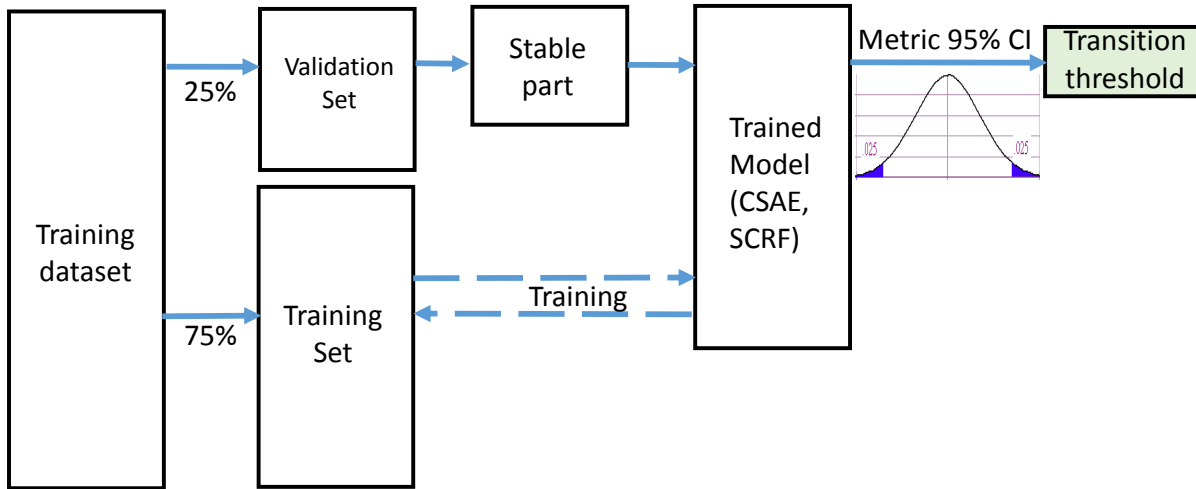 Training
dataset
25%
75%
Validation
Set
Training
Set
Stable
part
Training
Trained
Model
(CSAE,
SCRF)
Metric 95% CI
.025
.025
Transition
threshold